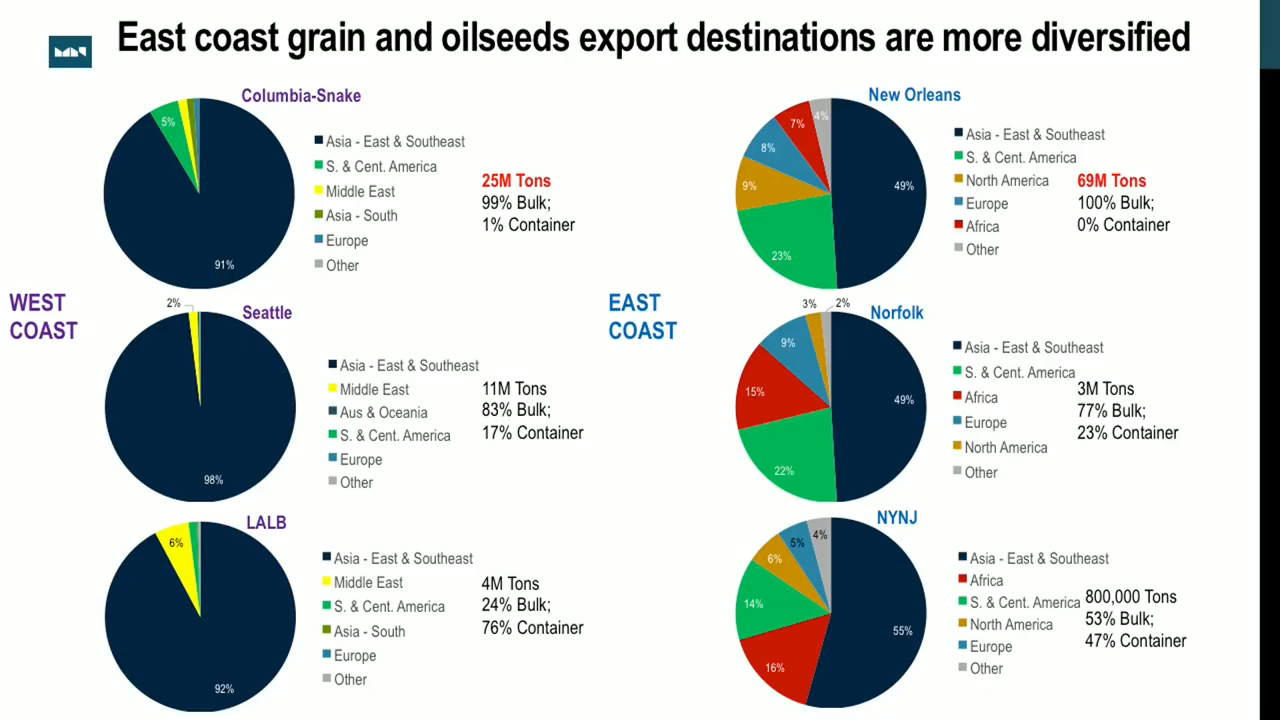 East coast grain and oilseeds export destinations are more diversified
WEST
COAST
Columbia-Snake
5%
91%
Asia - East & Southeast
S. & Cent. America
Middle East
Asia - South
Europe
Other
25M Tons
99% Bulk;
1% Container
Seattle
2%
98%
Asia - East & Southeast
Middle East
Aus & Oceania
S. & Cent. America
Europe
Other
11M Tons
83% Bulk;
17% Container
LALB
6%
92%
Asia - East & Southeast
Middle East
S. & Cent. America
Asia - South
Europe
Other
4M Tons
24% Bulk;
76% Container
EAST
COAST
New Orleans
4%
7%
8%
9%
23%
49%
Asia - East & Southeast
S. & Cent. America
North America
Europe
Africa
Other
69M Tons
100% Bulk;
0% Container
Norfolk
3%
2%
9%
15%
22%
49%
Asia - East & Southeast
S. & Cent. America
Africa
Europe
North America
Other
3M Tons
77% Bulk;
23% Container
NYNJ
4%
5%
6%
14%
16%
55%
Asia - East & Southeast
Africa
S. & Cent. America
North America
Europe
Other
800,000 Tons
53% Bulk;
47% Container